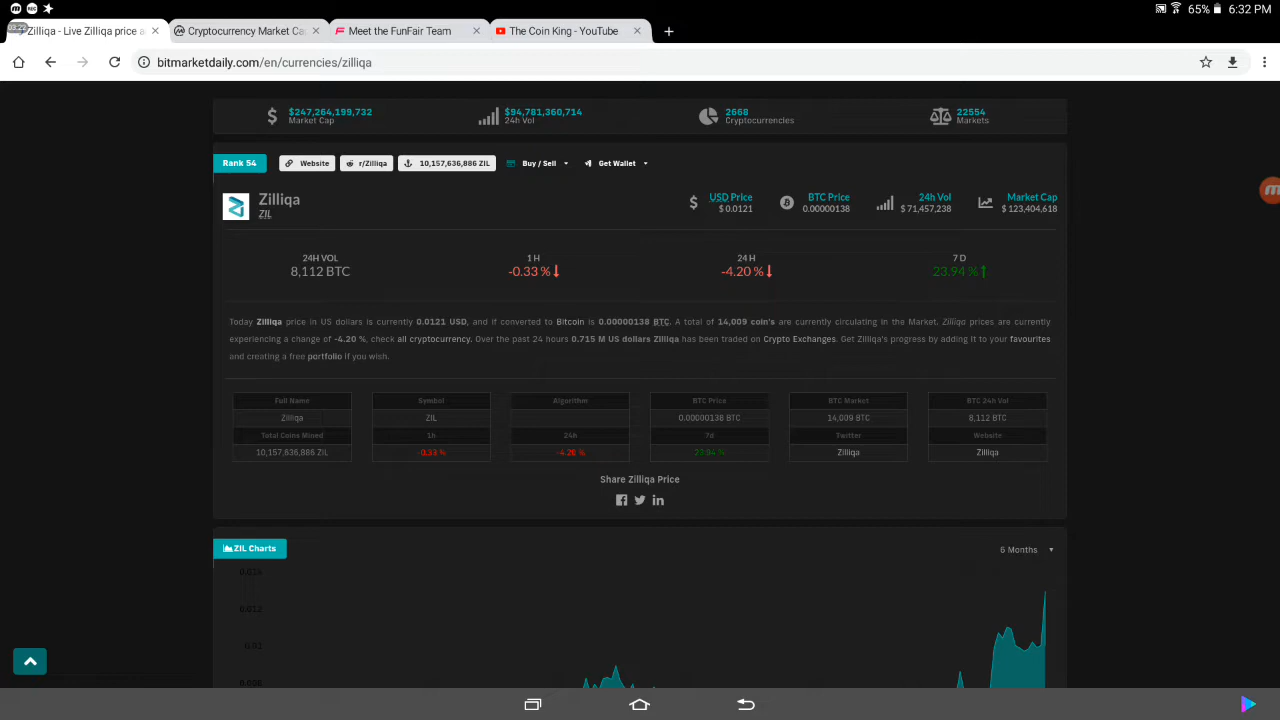 65% 6:32 PM
03:22
Zilliqa - Live Zilliqa price a
Cryptocurrency Market Ca
Meet the FunFair Team
The Coin King - YouTube
bitmarketdaily.com/en/currencies/zilliqa
$247,264,199,732
Market Cap
$94,781,360,714
24h Vol
2668
Cryptocurrencies
22554
Markets
Rank 54
Website
r/Zilliqa
10,157,636,886 ZIL
Buy / Sell
Get Wallet
Zilliqa
ZIL
USD Price
$ 0.0121
BTC Price
0.00000138
24h Vol
$ 71,457,238
Market Cap
$ 123,404,618
24H VOL
8,112 BTC
1 H
-0.33 %
24 H
-4.20 %
7 D
23.94 %
Today Zilliqa price in US dollars is currently 0.0121 USD, and if converted to Bitcoin is 0.00000138 BTC. A total of 14,009 coin's are currently circulating in the Market. Zilliqa prices are currently
experiencing a change of -4.20 %, check all cryptocurrency. Over the past 24 hours 0.715 M US dollars Zilliqa has been traded on Crypto Exchanges. Get Zilliqa's progress by adding it to your favourites
and creating a free portfolio if you wish.
Full Name Symbol Algorithm BTC Price BTC Market BTC 24h Vol
Zilliqa ZIL 0.00000138 BTC 14,009 BTC 8,112 BTC
Total Coins Mined 1h 24h 7d Twitter Website
10,157,636,886 ZIL -0.33 % -4.20 % 23.94 % Zilliqa Zilliqa
Share Zilliqa Price
ZIL Charts
6 Months
0.014
0.012
0.01
0.008